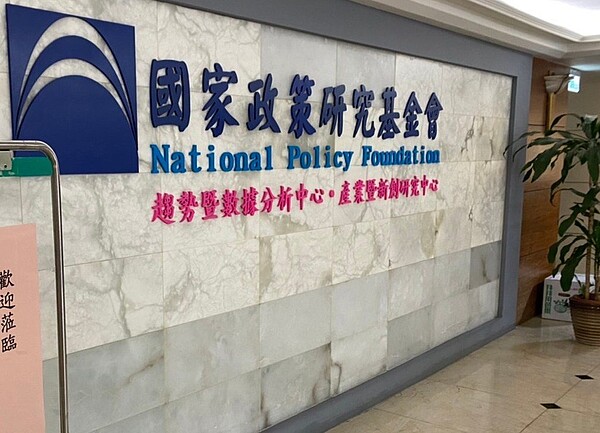 國家政策研究基金會
National Policy Foundation
趨勢暨數據分析中心。產業暨新創研究中心
歡迎蒞臨